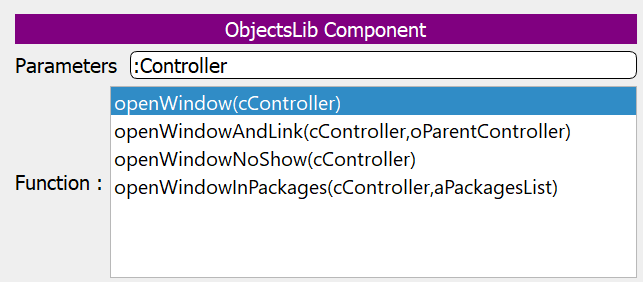 ObjectsLib Component
Parameters :Controller
openWindow(cController)
openWindowAndLink(cController,oParentController)
openWindowNoShow(cController)
Function : openWindowInPackages(cController,aPackagesList)